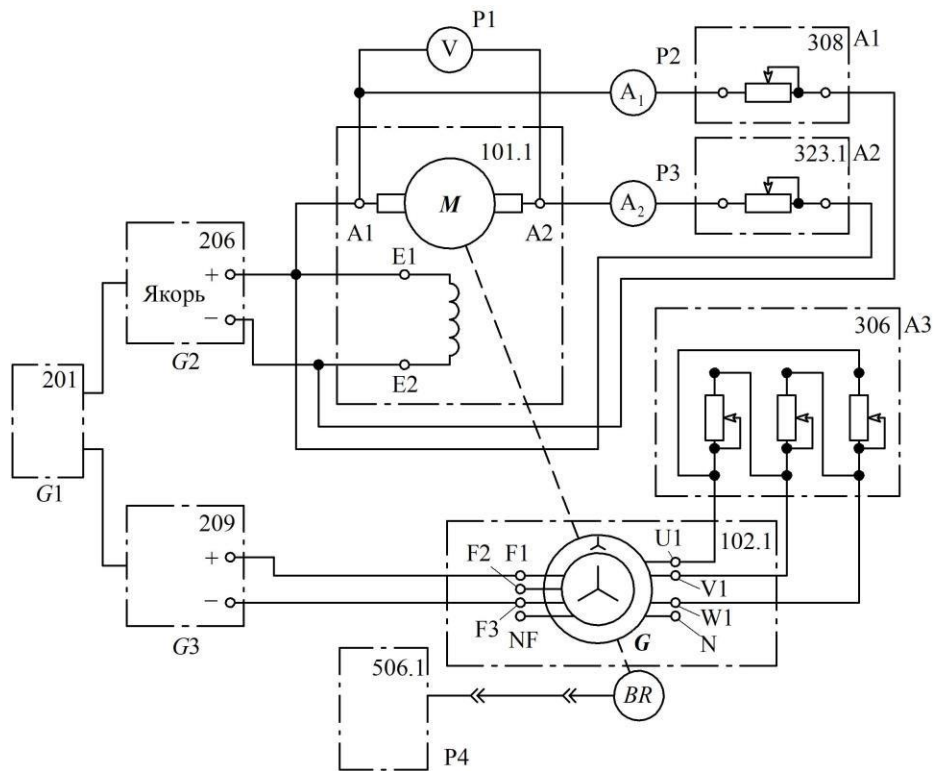 P1
V
308
A1
P2
A₁
101.1
323.1
A2
P3
A₂
M
A1
A2
206
E1
+
Якорь
−
306
A3
G2
E2
201
G1
209
102.1
U1
+
F2
F1
V1
−
F3
W1
NF
G
N
G3
506.1
BR
P4